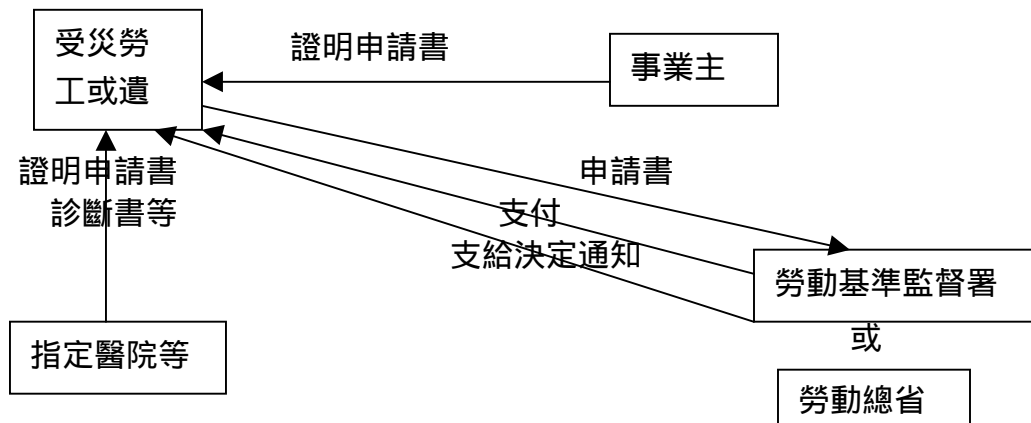 受災勞
工或遺
證明申請書
事業主
證明申請書
診斷書等
申請書
支付
支給決定通知
勞動基準監督署
或
指定醫院等
勞動總省